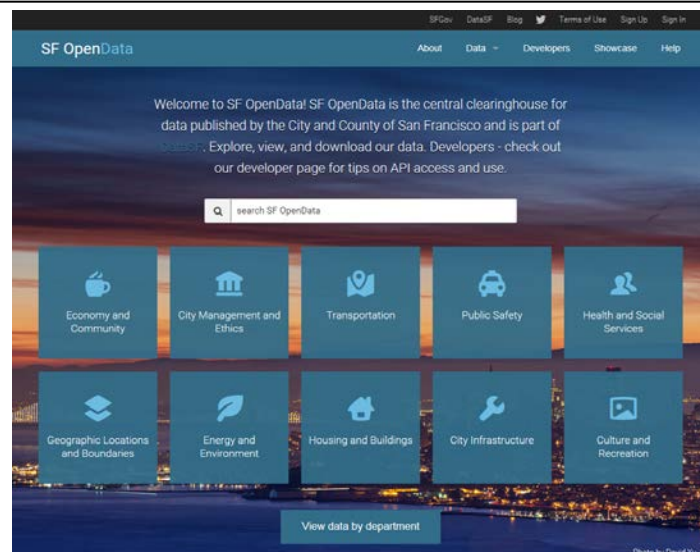 SFGov DataSF Blog Terms of Use Sign Up Sign In
SF OpenData
About Data Developers Showcase Help
Welcome to SF OpenData! SF OpenData is the central clearinghouse for
data published by the City and County of San Francisco and is part of
DataSF. Explore, view, and download our data. Developers - check out
our developer page for tips on API access and use.
search SF OpenData
Economy and
Community
City Management and
Ethics
Transportation
Public Safety
Health and Social
Services
Geographic Locations
and Boundaries
Energy and
Environment
Housing and Buildings
City Infrastructure
Culture and
Recreation
View data by department
Photo by David